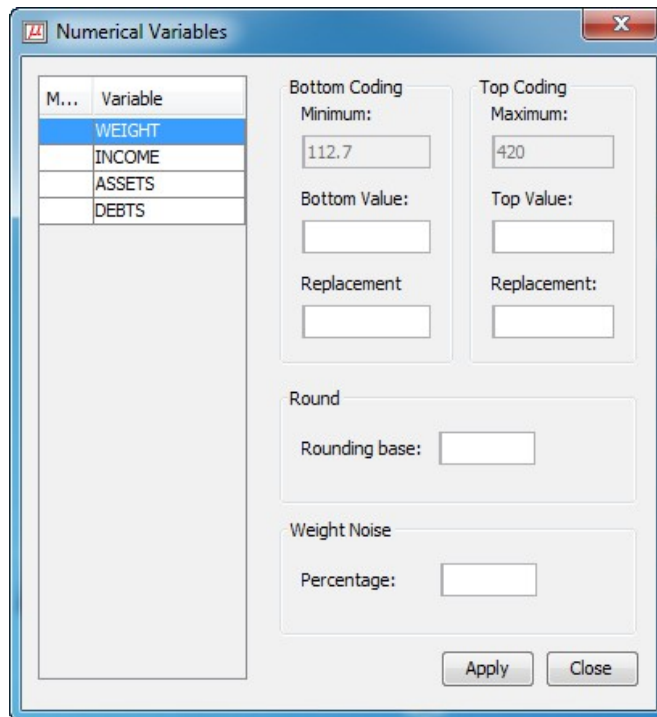 μ Numerical Variables
X
M... Variable
WEIGHT
INCOME
ASSETS
DEBTS
Bottom Coding
Minimum:
112.7
Bottom Value:
Replacement
Top Coding
Maximum:
420
Top Value:
Replacement:
Round
Rounding base:
Weight Noise
Percentage:
Apply Close